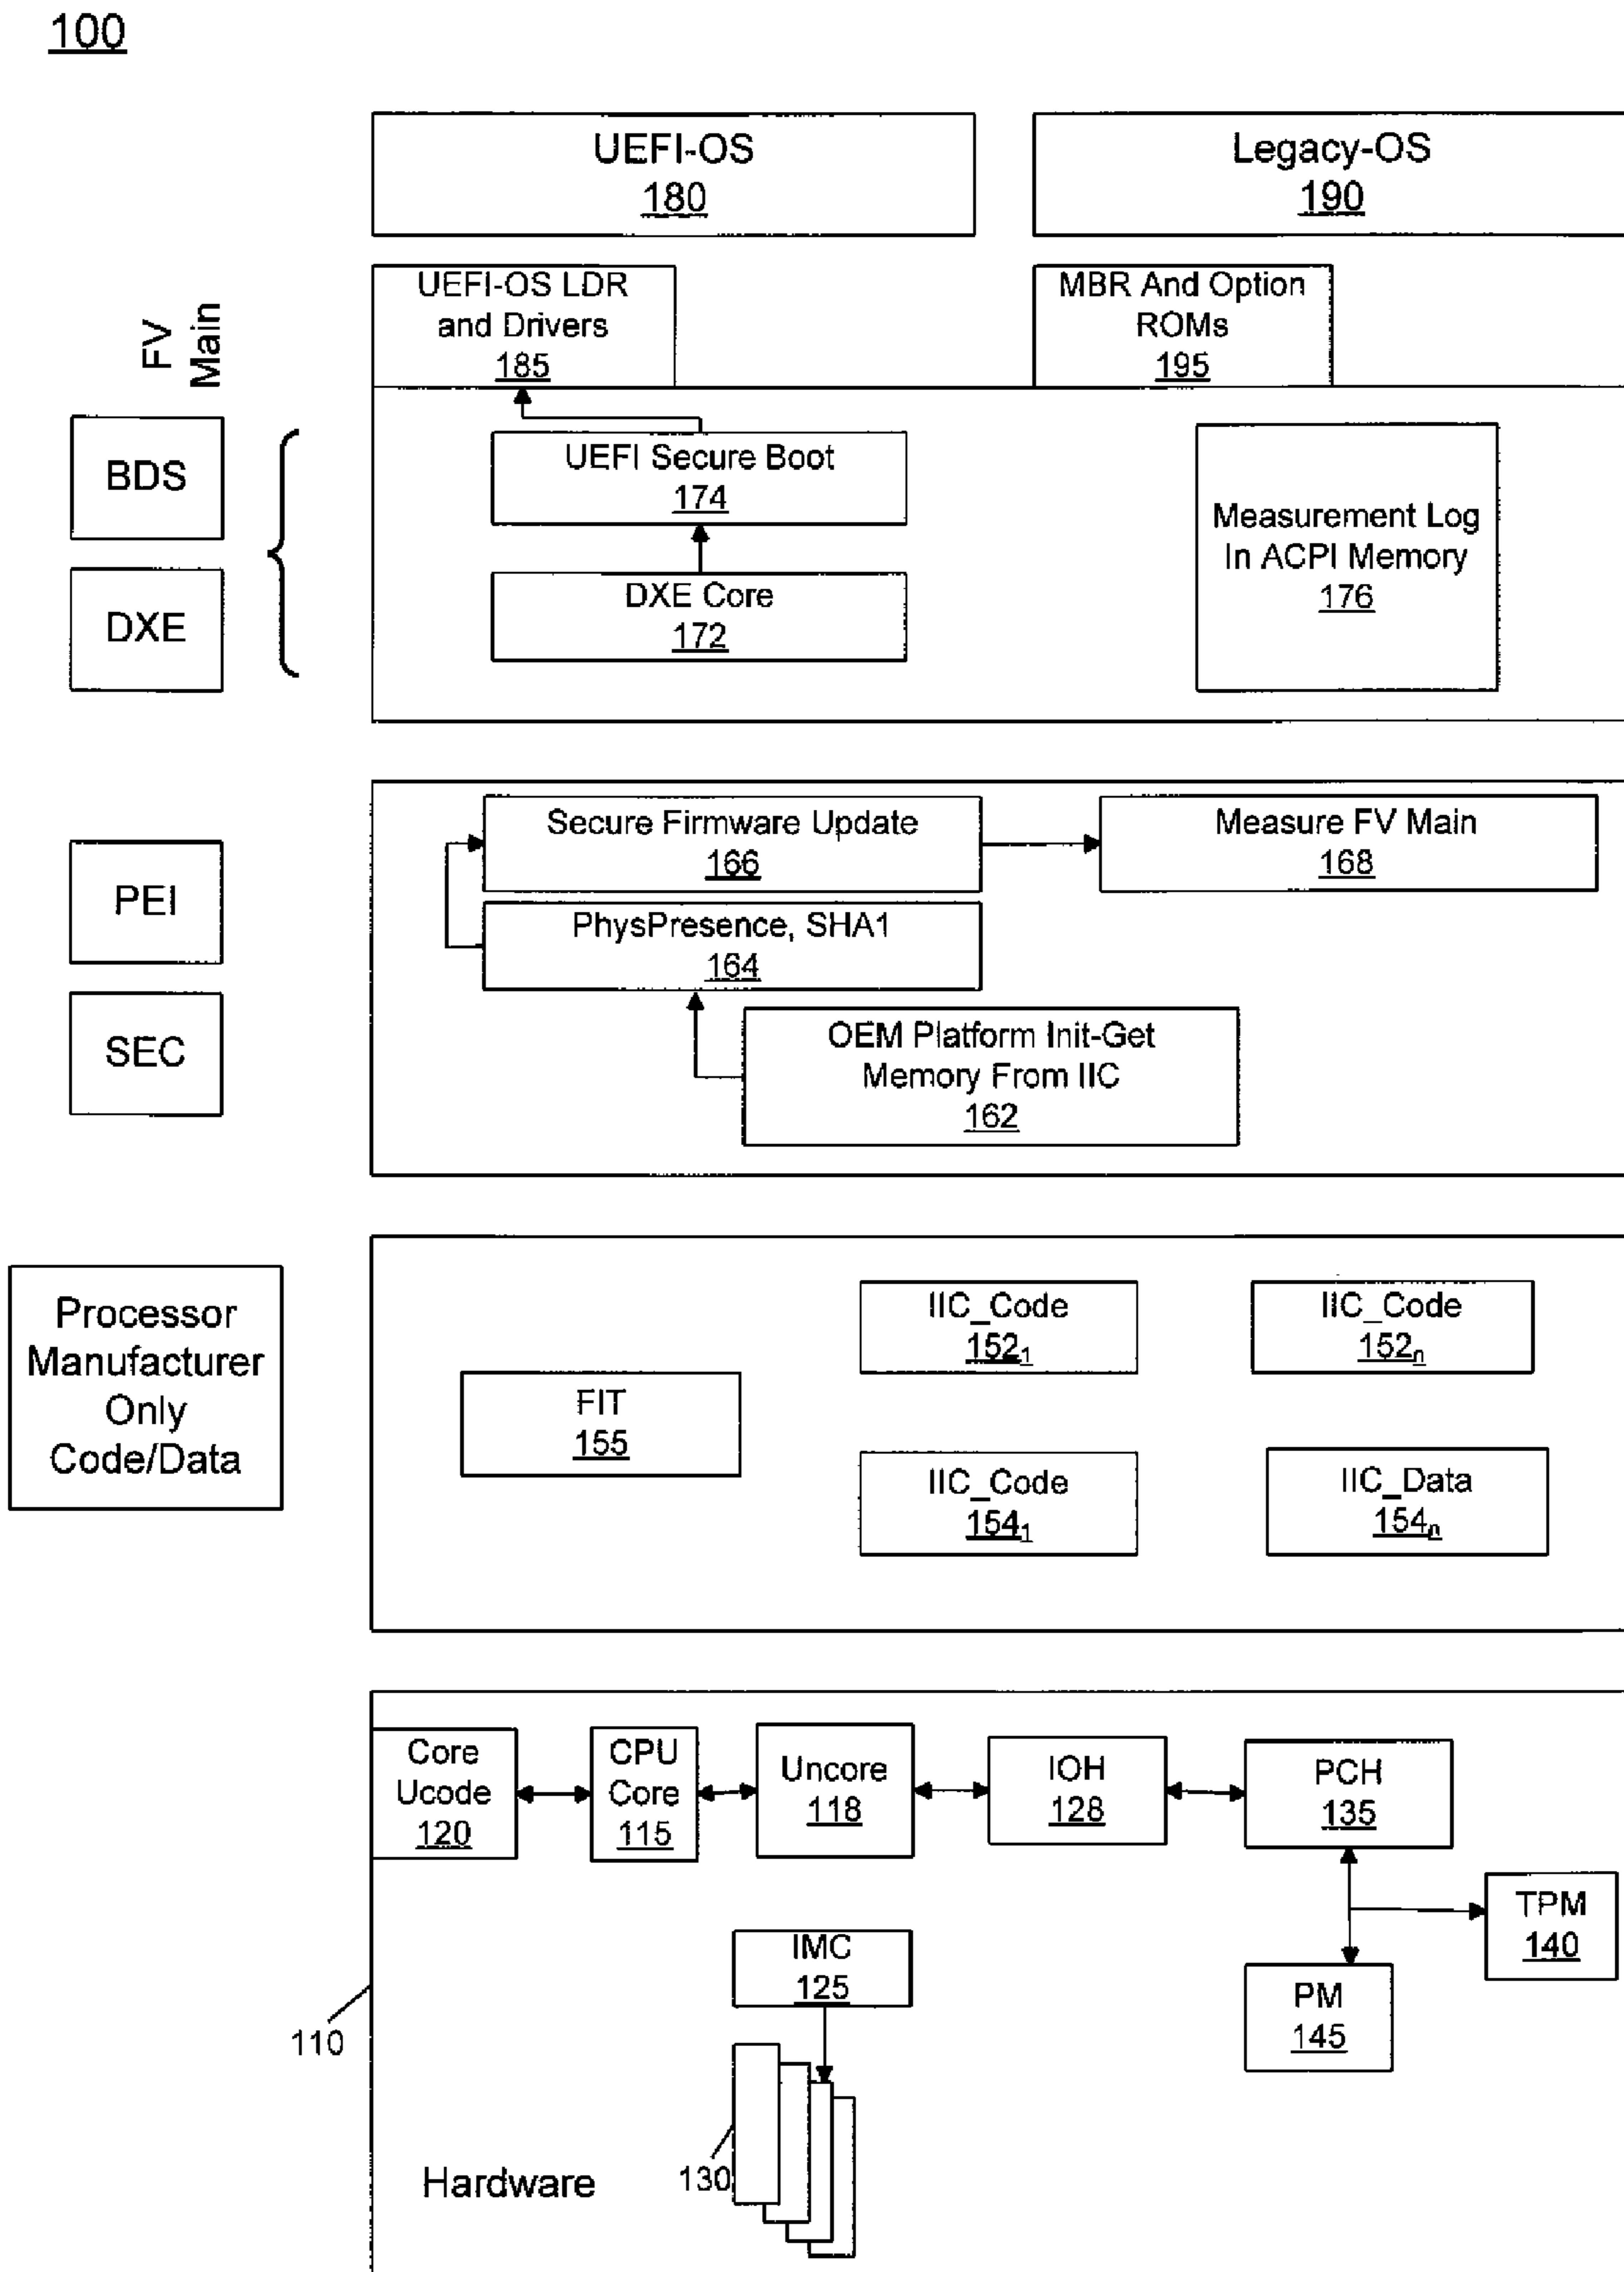 100
UEFI-OS
180
Legacy-OS
190
FV
Main
UEFI-OS LDR
and Drivers
185
MBR And Option
ROMs
195
BDS
DXE
UEFI Secure Boot
174
DXE Core
172
Measurement Log
In ACPI Memory
176
PEI
SEC
Secure Firmware Update
166
Measure FV Main
168
PhysPresence, SHA1
164
OEM Platform Init-Get
Memory From IIC
162
Processor
Manufacturer
Only
Code/Data
FIT
155
IIC_Code
152₁
IIC_Code
152ₙ
IIC_Code
154₁
IIC_Data
154ₙ
Core
Ucode
120
CPU
Core
115
Uncore
118
IOH
128
PCH
135
TPM
140
IMC
125
PM
145
110
130
Hardware